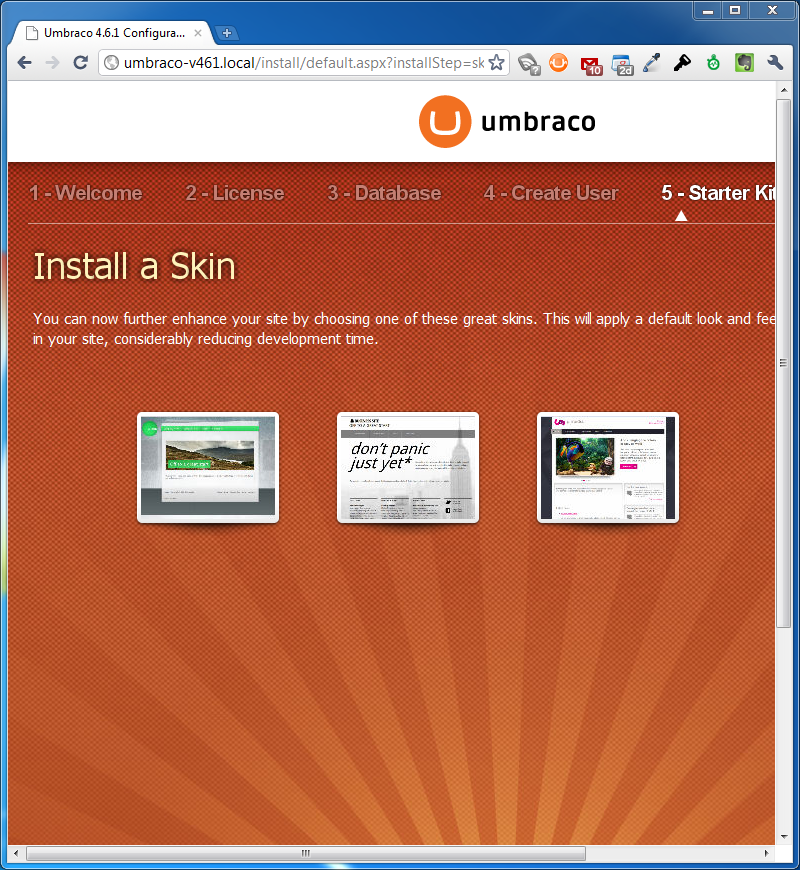 Umbraco 4.6.1 Configura...
umbraco-v461.local/install/default.aspx?installStep=sk
10
2d
umbraco
1 - Welcome
2 - License
3 - Database
4 - Create User
5 - Starter Kit
Install a Skin
You can now further enhance your site by choosing one of these great skins. This will apply a default look and fee
in your site, considerably reducing development time.
don't panic
just yet*